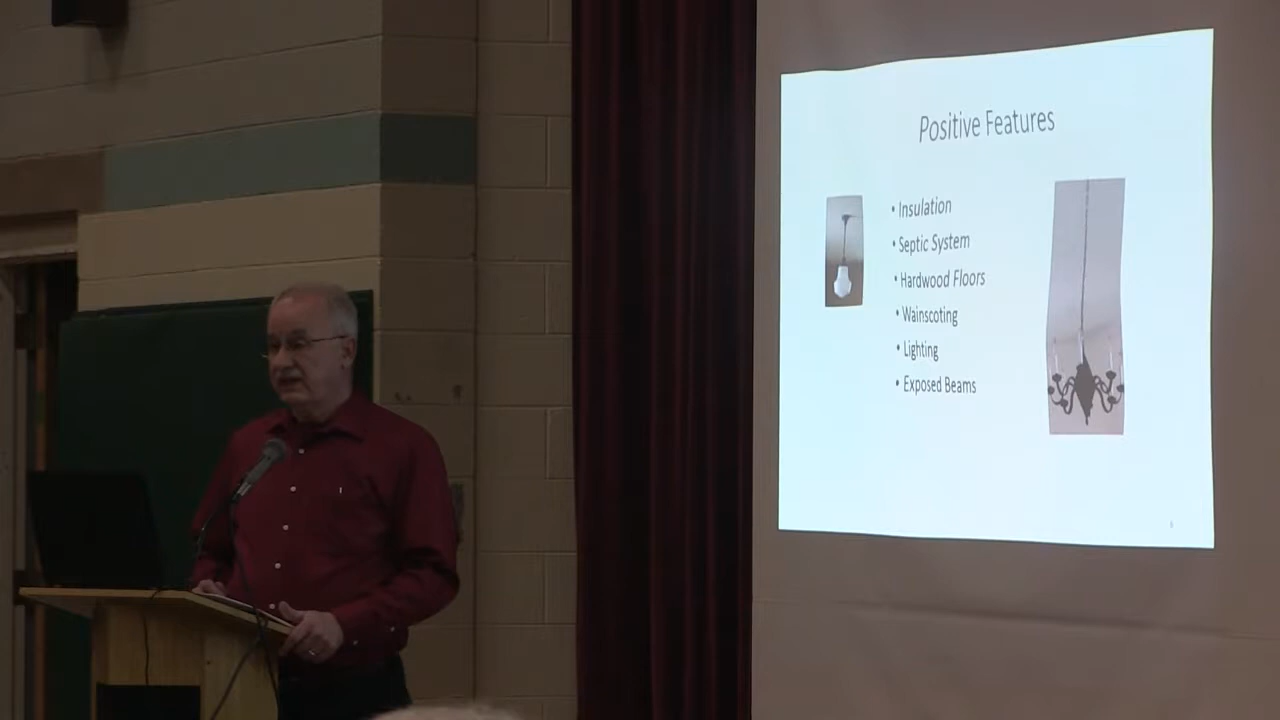 Positive Features
• Insulation
• Septic System
• Hardwood Floors
• Wainscoting
• Lighting
• Exposed Beams